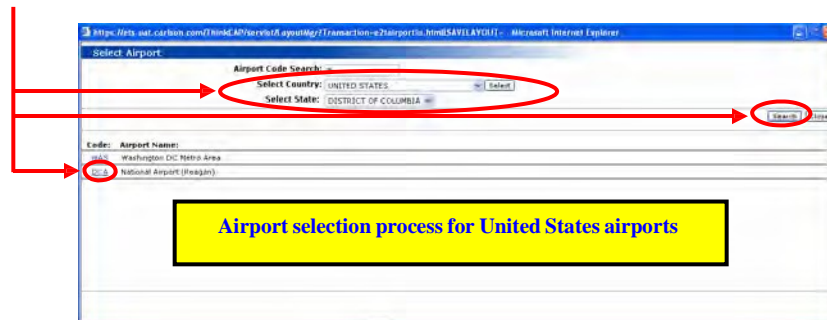 Select Airport
Airport Code Search:
Select Country: UNITED STATES Select
Select State: DISTRICT OF COLUMBIA
Search Close
Code: Airport Name:
WAS Washington DC Metro Area
DCA National Airport (Reagan)
Airport selection process for United States airports